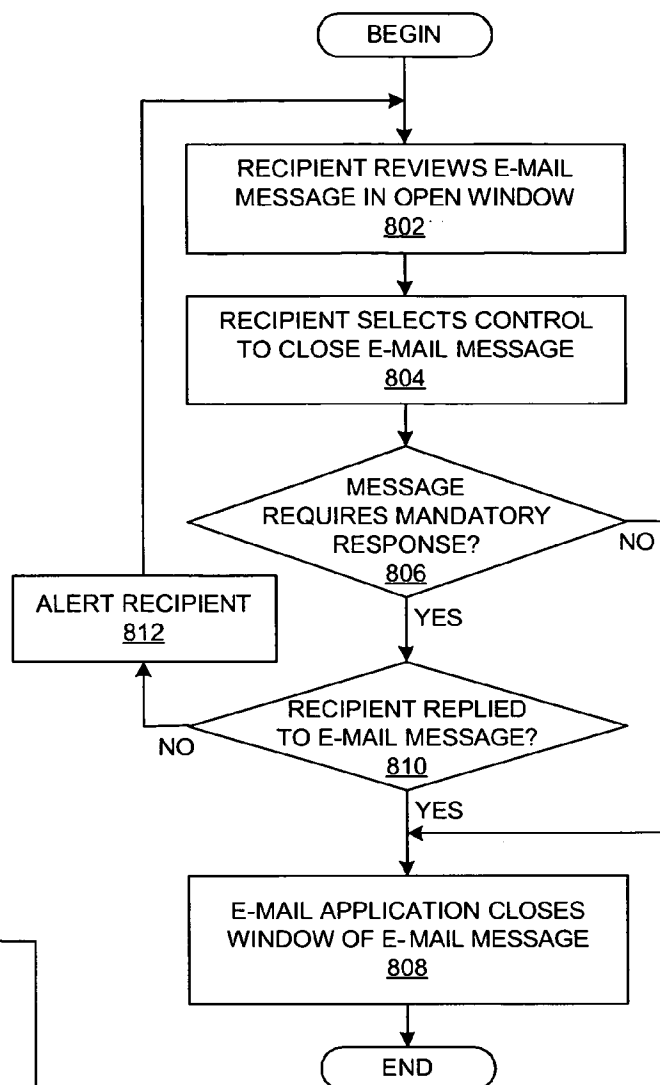 BEGIN
RECIPIENT REVIEWS E-MAIL
MESSAGE IN OPEN WINDOW
802
RECIPIENT SELECTS CONTROL
TO CLOSE E-MAIL MESSAGE
804
MESSAGE
REQUIRES MANDATORY
RESPONSE?
806
NO
YES
ALERT RECIPIENT
812
RECIPIENT REPLIED
TO E-MAIL MESSAGE?
810
NO
YES
E-MAIL APPLICATION CLOSES
WINDOW OF E-MAIL MESSAGE
808
END